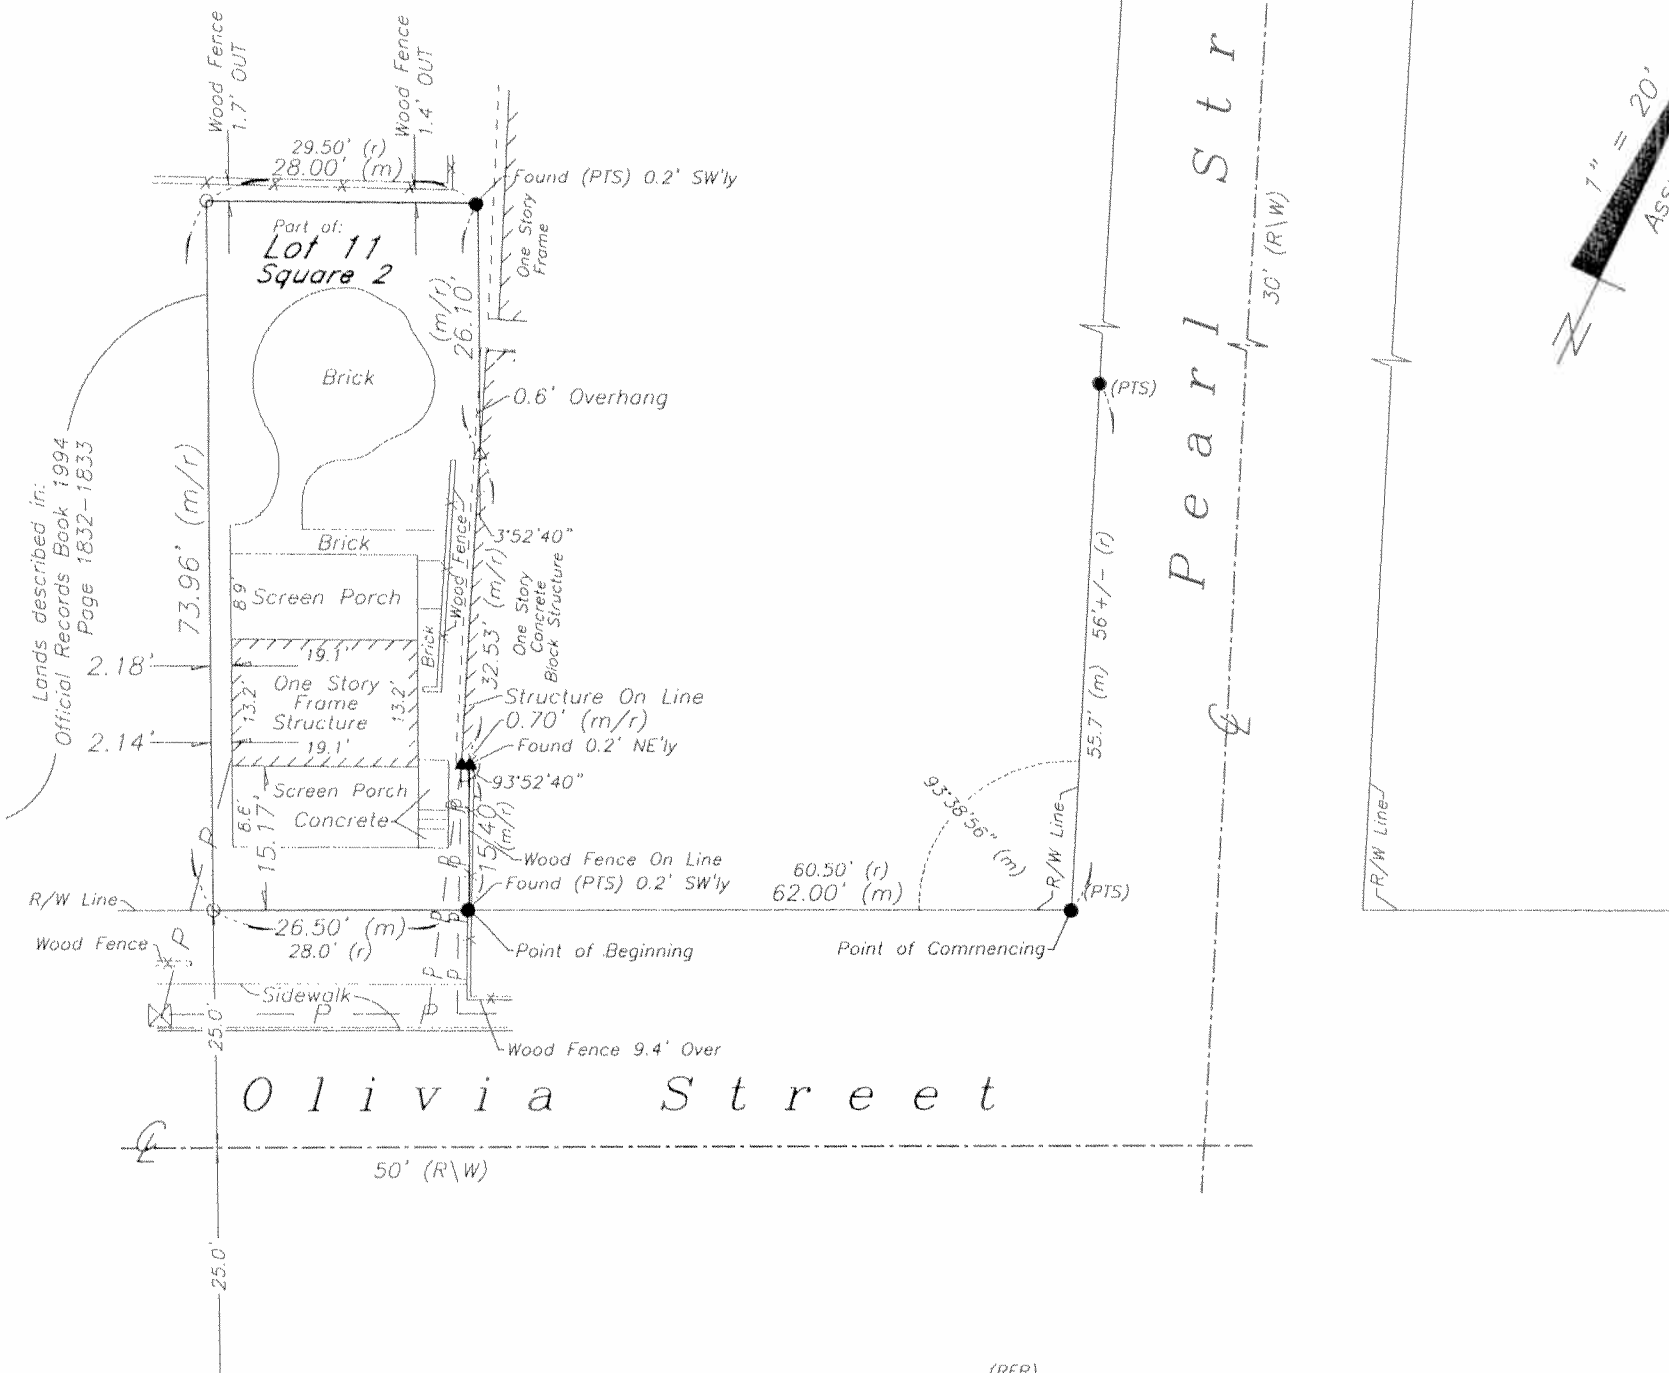 Wood Fence
1.7' OUT
Wood Fence
1.4' OUT
29.50' (r)
28.00' (m)
Found (PTS) 0.2' SW'ly
One Story
Frame
Part of:
Lot 11
Square 2
(m/r)
26.10'
Brick
0.6' Overhang
Lands described in:
Official Records Book 1994
Page 1832-1833
73.96' (m/r)
Brick
Wood Fence
3°52'40"
32.53' (m/r)
One Story
Concrete
Block Structure
8.9'
Screen Porch
Brick
2.18'
19.1'
One Story
Frame
Structure
13.2'
13.2'
19.1'
2.14'
Structure On Line
0.70' (m/r)
Found 0.2' NE'ly
93°52'40"
Screen Porch
Concrete
15.17'
15.40
(m/r)
P
P
P
Wood Fence On Line
Found (PTS) 0.2' SW'ly
R/W Line
26.50' (m)
28.0' (r)
Wood Fence
P
P
P
P
P
Point of Beginning
60.50' (r)
62.00' (m)
Point of Commencing
(PTS)
R/W Line
93°38'56" (m)
55.7' (m) 56'+/- (r)
(PTS)
Pearl Str
30' (R\W)
R/W Line
1" = 20'
Ass
N
Sidewalk
P
P
25.0'
Wood Fence 9.4' Over
Olivia Street
50' (R\W)
25.0'